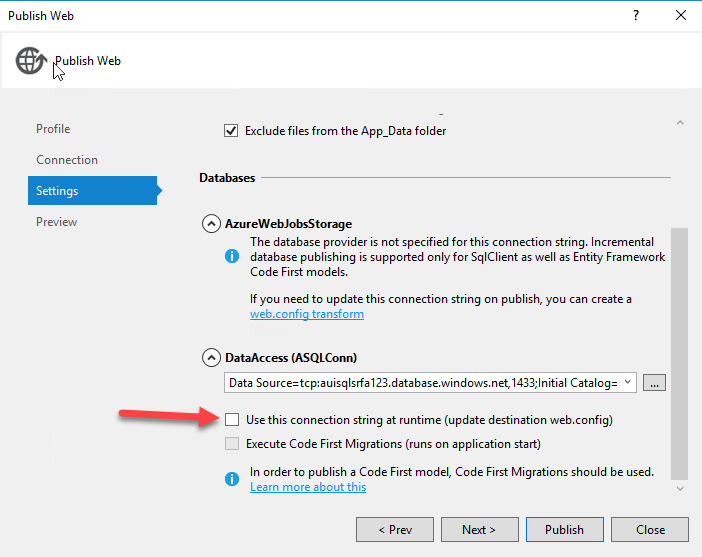 Publish Web
Publish Web
Profile
Connection
Settings
Preview
Exclude files from the App_Data folder
Databases
AzureWebJobsStorage
The database provider is not specified for this connection string. Incremental
database publishing is supported only for SqlClient as well as Entity Framework
Code First models.
If you need to update this connection string on publish, you can create a
web.config transform
DataAccess (ASQLConn)
Data Source=tcp:auisqlsrfa123.database.windows.net,1433;Initial Catalog=
...
Use this connection string at runtime (update destination web.config)
Execute Code First Migrations (runs on application start)
In order to publish a Code First model, Code First Migrations should be used.
Learn more about this
< Prev
Next >
Publish
Close